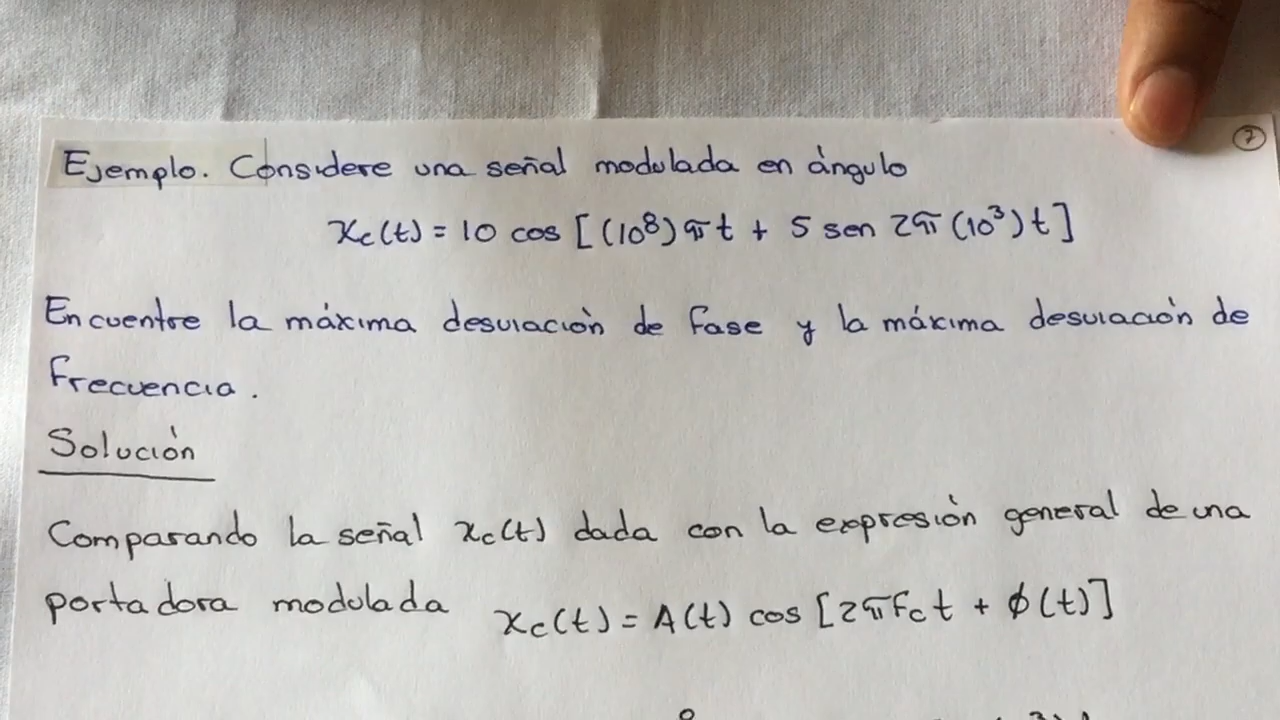 7
Ejemplo. Considere una señal modulada en ángulo
xc(t) = 10 cos [(10⁸)πt + 5 sen 2π(10³)t]
Encuentre la máxima desviación de fase y la máxima desviación de
frecuencia.
Solución
Comparando la señal xc(t) dada con la expresión general de una
portadora modulada xc(t) = A(t) cos [2πfct + ϕ(t)]